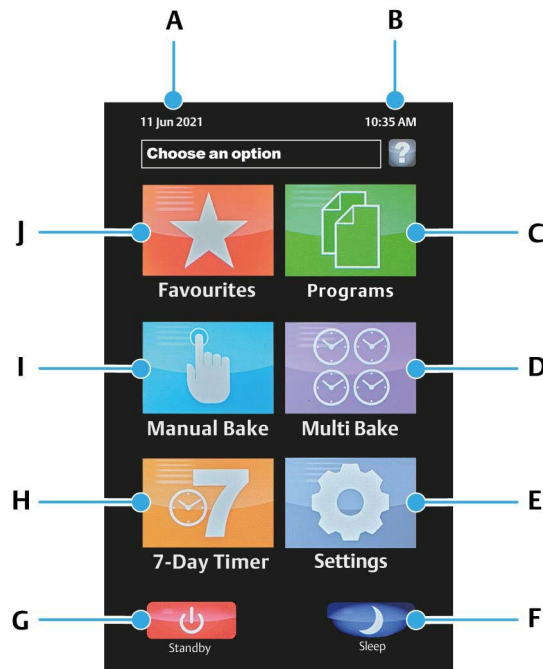 A B
11 Jun 2021 10:35 AM
Choose an option ?
J C
Favourites Programs
I D
Manual Bake Multi Bake
H 7 E
7-Day Timer Settings
G F
Standby Sleep